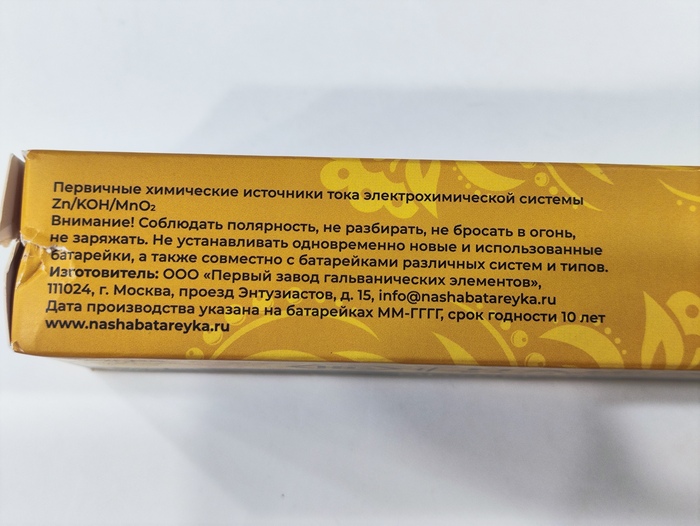 Первичные химические источники тока электрохимической системы
Zn/KOH/MnO₂
Внимание! Соблюдать полярность, не разбирать, не бросать в огонь,
не заряжать. Не устанавливать одновременно новые и использованные
батарейки, а также совместно с батарейками различных систем и типов.
Изготовитель: ООО «Первый завод гальванических элементов»,
111024, г. Москва, проезд Энтузиастов, д. 15, info@nashabatareyka.ru
Дата производства указана на батарейках ММ-ГГГГ, срок годности 10 лет
www.nashabatareyka.ru